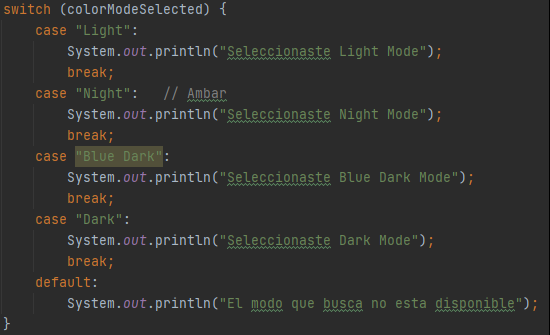 switch (colorModeSelected) {
    case "Light":
        System.out.println("Seleccionaste Light Mode");
        break;
    case "Night":   // Ambar
        System.out.println("Seleccionaste Night Mode");
        break;
    case "Blue Dark":
        System.out.println("Seleccionaste Blue Dark Mode");
        break;
    case "Dark":
        System.out.println("Seleccionaste Dark Mode");
        break;
    default:
        System.out.println("El modo que busca no esta disponible");
}